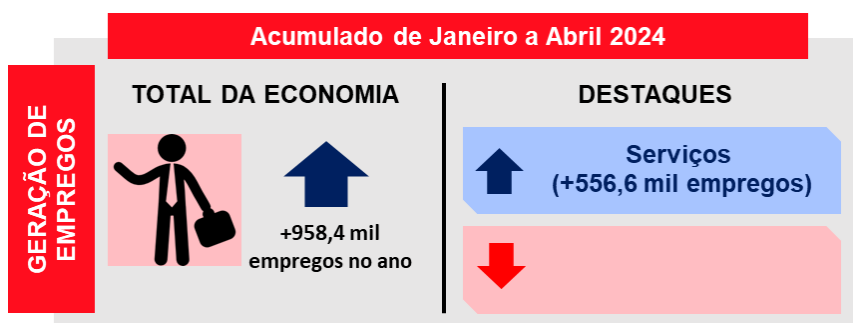 Acumulado de Janeiro a Abril 2024
GERAÇÃO DE
EMPREGOS
TOTAL DA ECONOMIA
+958,4 mil
empregos no ano
DESTAQUES
Serviços
(+556,6 mil empregos)